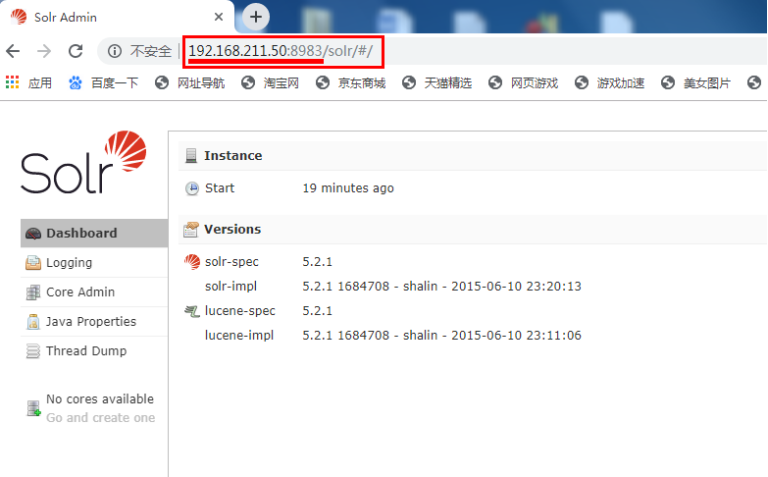 Solr Admin
不安全 | 192.168.211.50:8983/solr/#/
应用 百度一下 网址导航 淘宝网 京东商城 天猫精选 网页游戏 游戏加速 美女图片
Solr
Dashboard
Logging
Core Admin
Java Properties
Thread Dump
No cores available
Go and create one
Instance
Start 19 minutes ago
Versions
solr-spec 5.2.1
solr-impl 5.2.1 1684708 - shalin - 2015-06-10 23:20:13
lucene-spec 5.2.1
lucene-impl 5.2.1 1684708 - shalin - 2015-06-10 23:11:06